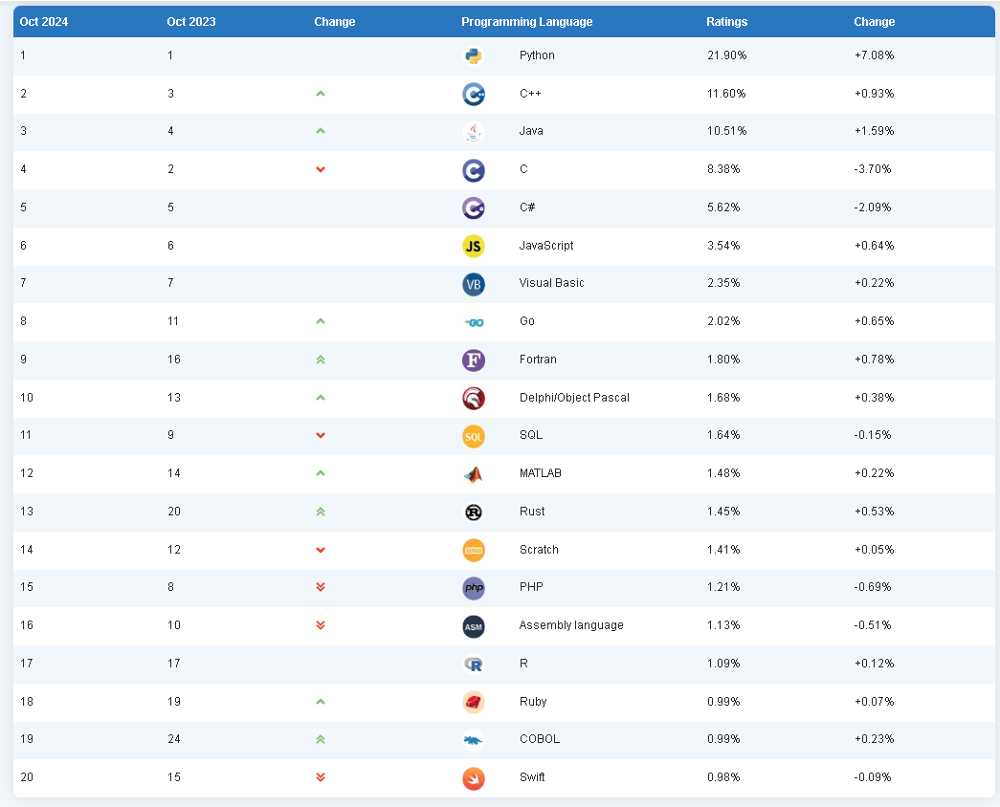 Oct 2024 Oct 2023 Change Programming Language Ratings Change
1 1 Python 21.90% +7.08%
2 3 C++ 11.60% +0.93%
3 4 Java 10.51% +1.59%
4 2 C 8.38% -3.70%
5 5 C# 5.62% -2.09%
6 6 JS JavaScript 3.54% +0.64%
7 7 VB Visual Basic 2.35% +0.22%
8 11 GO Go 2.02% +0.65%
9 16 F Fortran 1.80% +0.78%
10 13 Delphi/Object Pascal 1.68% +0.38%
11 9 SQL SQL 1.64% -0.15%
12 14 MATLAB 1.48% +0.22%
13 20 R Rust 1.45% +0.53%
14 12 Scratch 1.41% +0.05%
15 8 php PHP 1.21% -0.69%
16 10 ASM Assembly language 1.13% -0.51%
17 17 R R 1.09% +0.12%
18 19 Ruby 0.99% +0.07%
19 24 COBOL 0.99% +0.23%
20 15 Swift 0.98% -0.09%